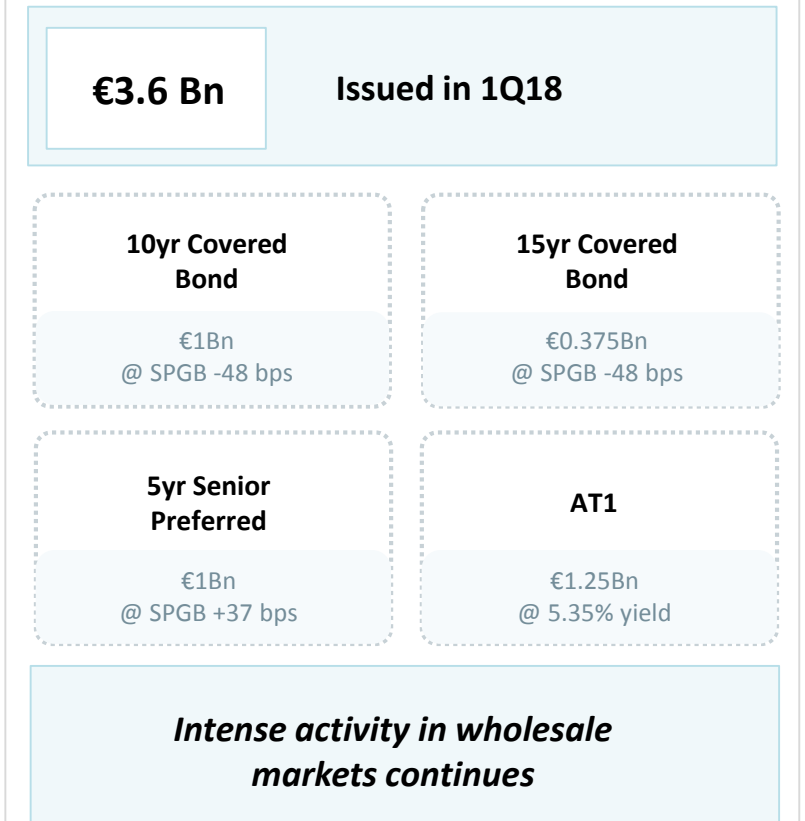 €3.6 Bn Issued in 1Q18
10yr Covered
Bond
€1Bn
@ SPGB -48 bps
15yr Covered
Bond
€0.375Bn
@ SPGB -48 bps
5yr Senior
Preferred
€1Bn
@ SPGB +37 bps
AT1
€1.25Bn
@ 5.35% yield
Intense activity in wholesale
markets continues